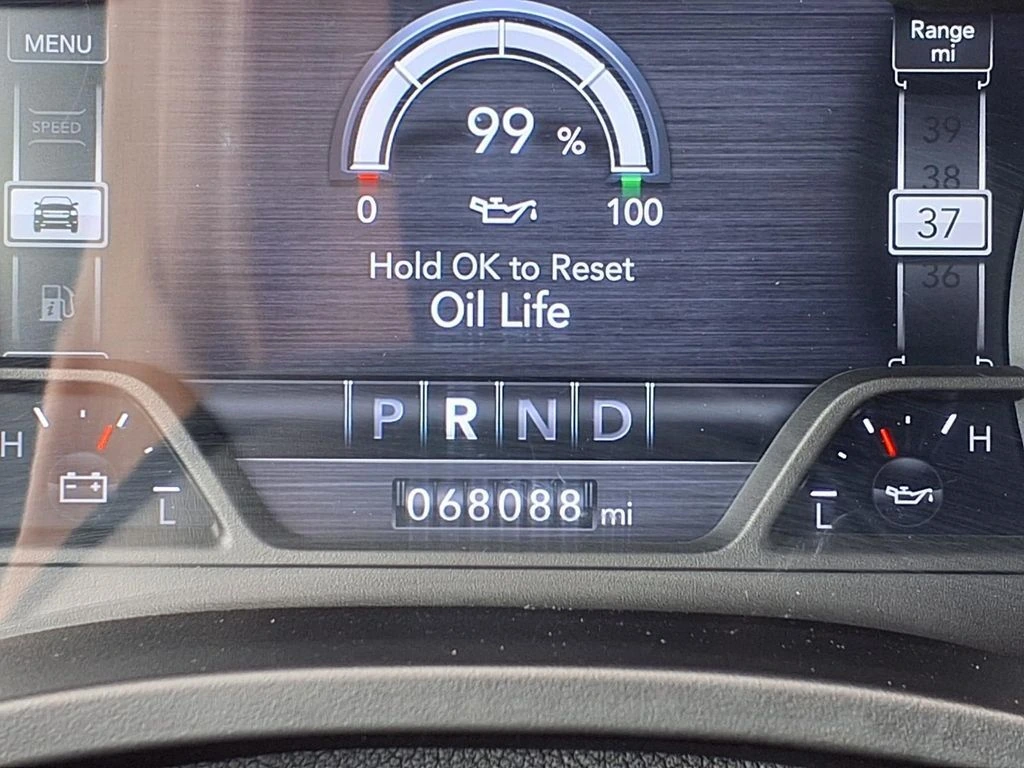 MENU
SPEED
Range
mi
39
38
37
36
99 %
0
100
Hold OK to Reset
Oil Life
P R N D
H
L
068088 mi
L
H